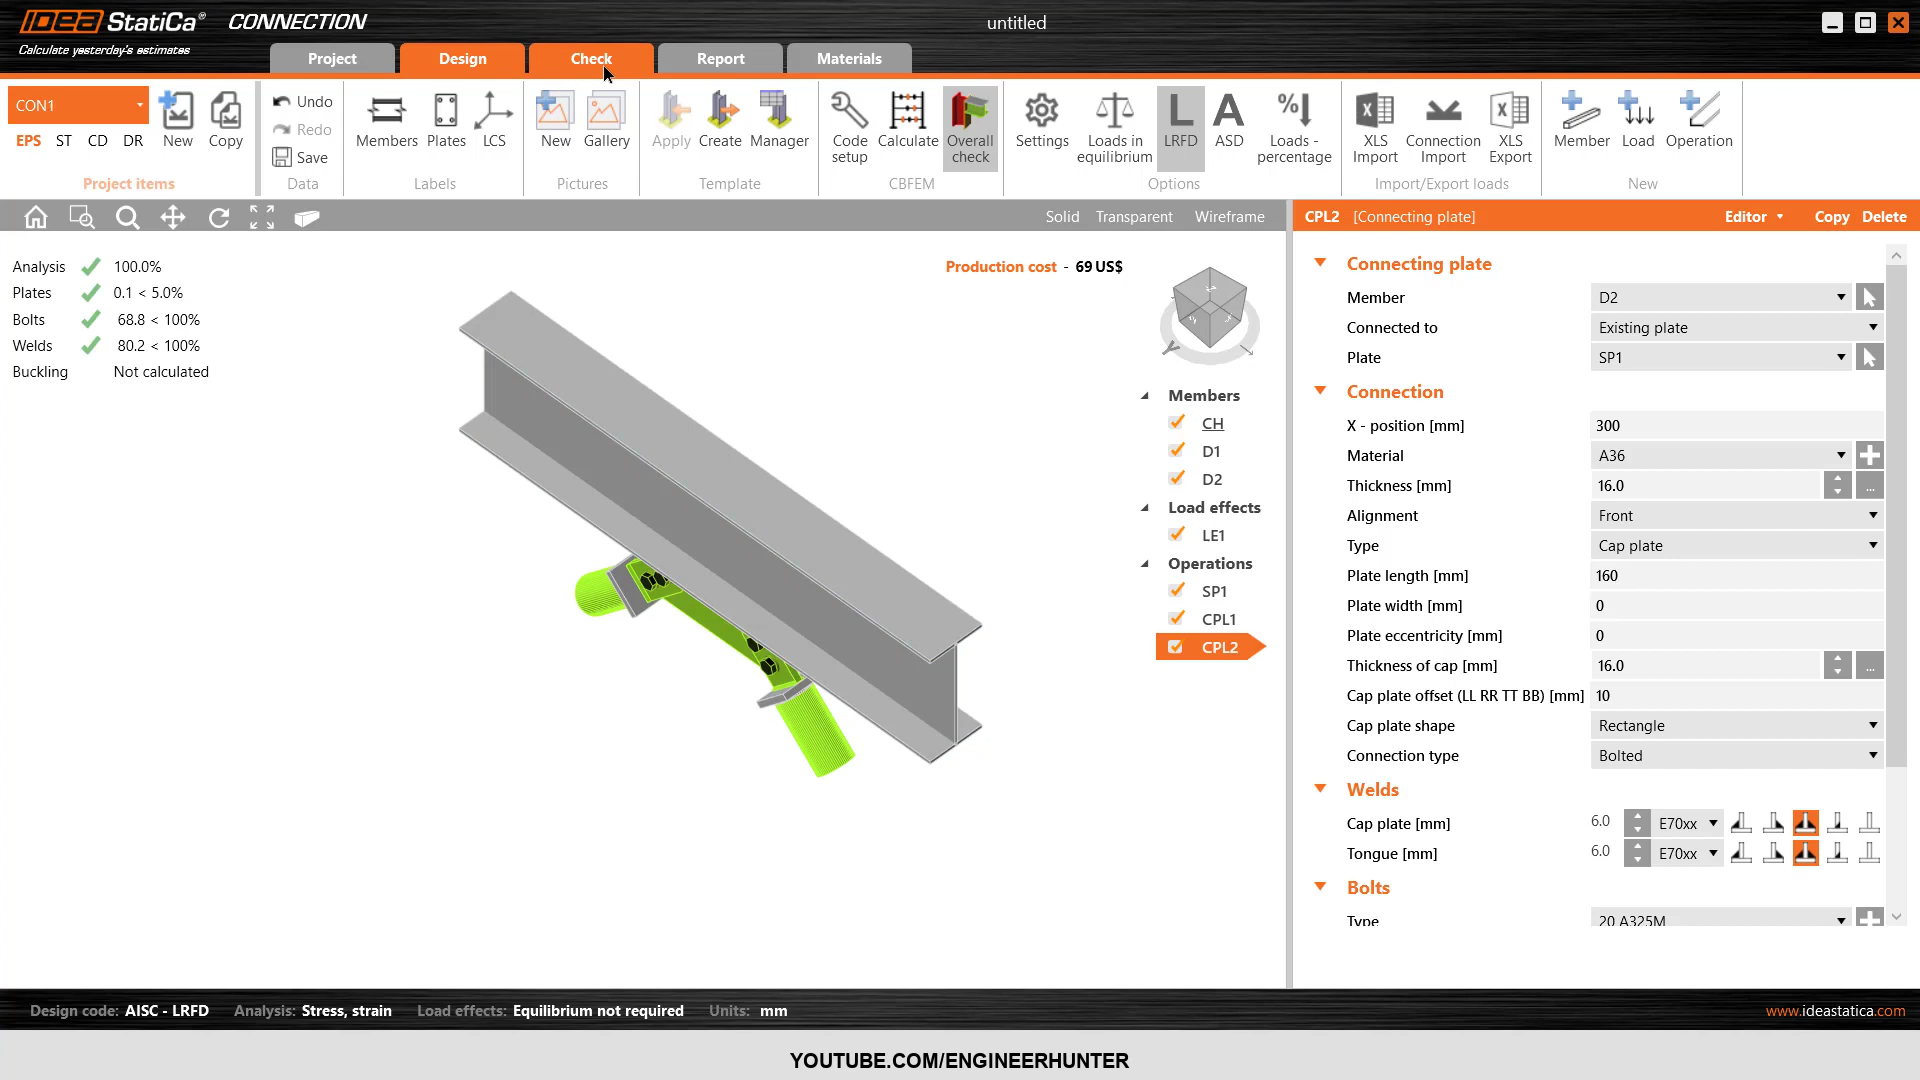 IDEA StatiCa® CONNECTION
Calculate yesterday's estimates
untitled
Project Design Check Report Materials
CON1
EPS ST CD DR
New
Copy
Project items
Undo
Redo
Save
Data
Members Plates LCS
Labels
New Gallery
Pictures
Apply Create Manager
Template
Code setup
Calculate
Overall check
CBFEM
Settings
Loads in equilibrium
LRFD
ASD
Loads - percentage
Options
XLS Import
Connection Import
XLS Export
Import/Export loads
Member Load Operation
New
Solid Transparent Wireframe
CPL2 [Connecting plate] Editor Copy Delete
Analysis 100.0%
Plates 0.1 < 5.0%
Bolts 68.8 < 100%
Welds 80.2 < 100%
Buckling Not calculated
Production cost - 69 US$
Members
CH
D1
D2
Load effects
LE1
Operations
SP1
CPL1
CPL2
Connecting plate
Member D2
Connected to Existing plate
Plate SP1
Connection
X - position [mm] 300
Material A36
Thickness [mm] 16.0 ...
Alignment Front
Type Cap plate
Plate length [mm] 160
Plate width [mm] 0
Plate eccentricity [mm] 0
Thickness of cap [mm] 16.0 ...
Cap plate offset (LL RR TT BB) [mm] 10
Cap plate shape Rectangle
Connection type Bolted
Welds
Cap plate [mm] 6.0 E70xx
Tongue [mm] 6.0 E70xx
Bolts
Type 20 A325M
Design code: AISC - LRFD Analysis: Stress, strain Load effects: Equilibrium not required Units: mm
www.ideastatica.com
YOUTUBE.COM/ENGINEERHUNTER